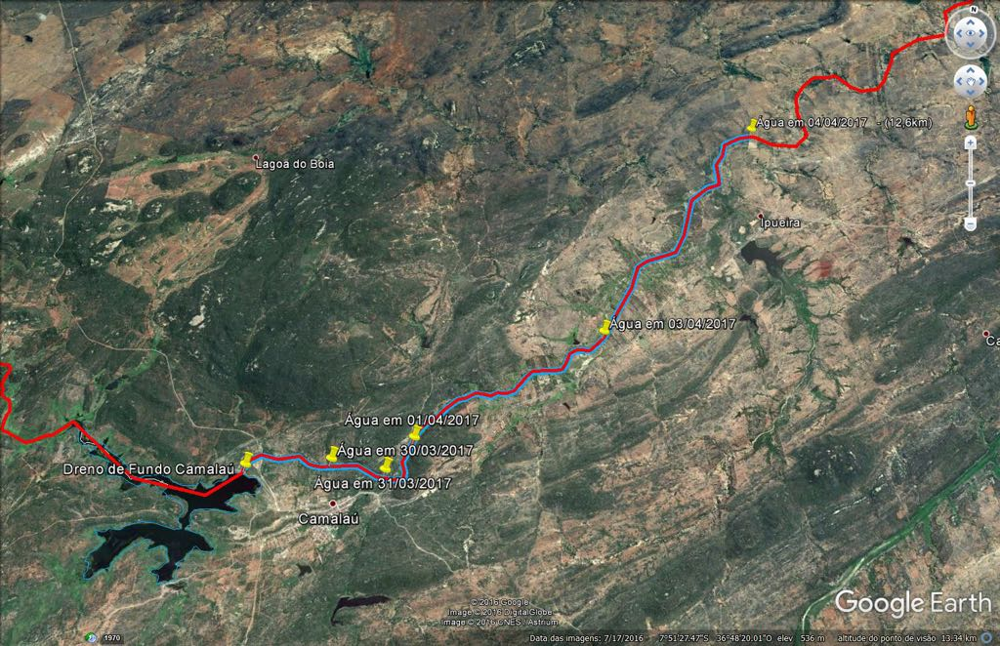 N
Água em 04/04/2017 - (12,6km)
Lagoa do Boia
Ipueira
Água em 03/04/2017
Ca
Água em 01/04/2017
Água em 30/03/2017
Dreno de Fundo Camalaú
Água em 31/03/2017
Camalaú
© 2016 Google
Image © 2016 DigitalGlobe
Image © 2016 CNES / Astrium
Google Earth
1970
Data das imagens: 7/17/2016 7°51'27.47"S 36°48'20.01"O elev 536 m altitude do ponto de visão 13.34 km